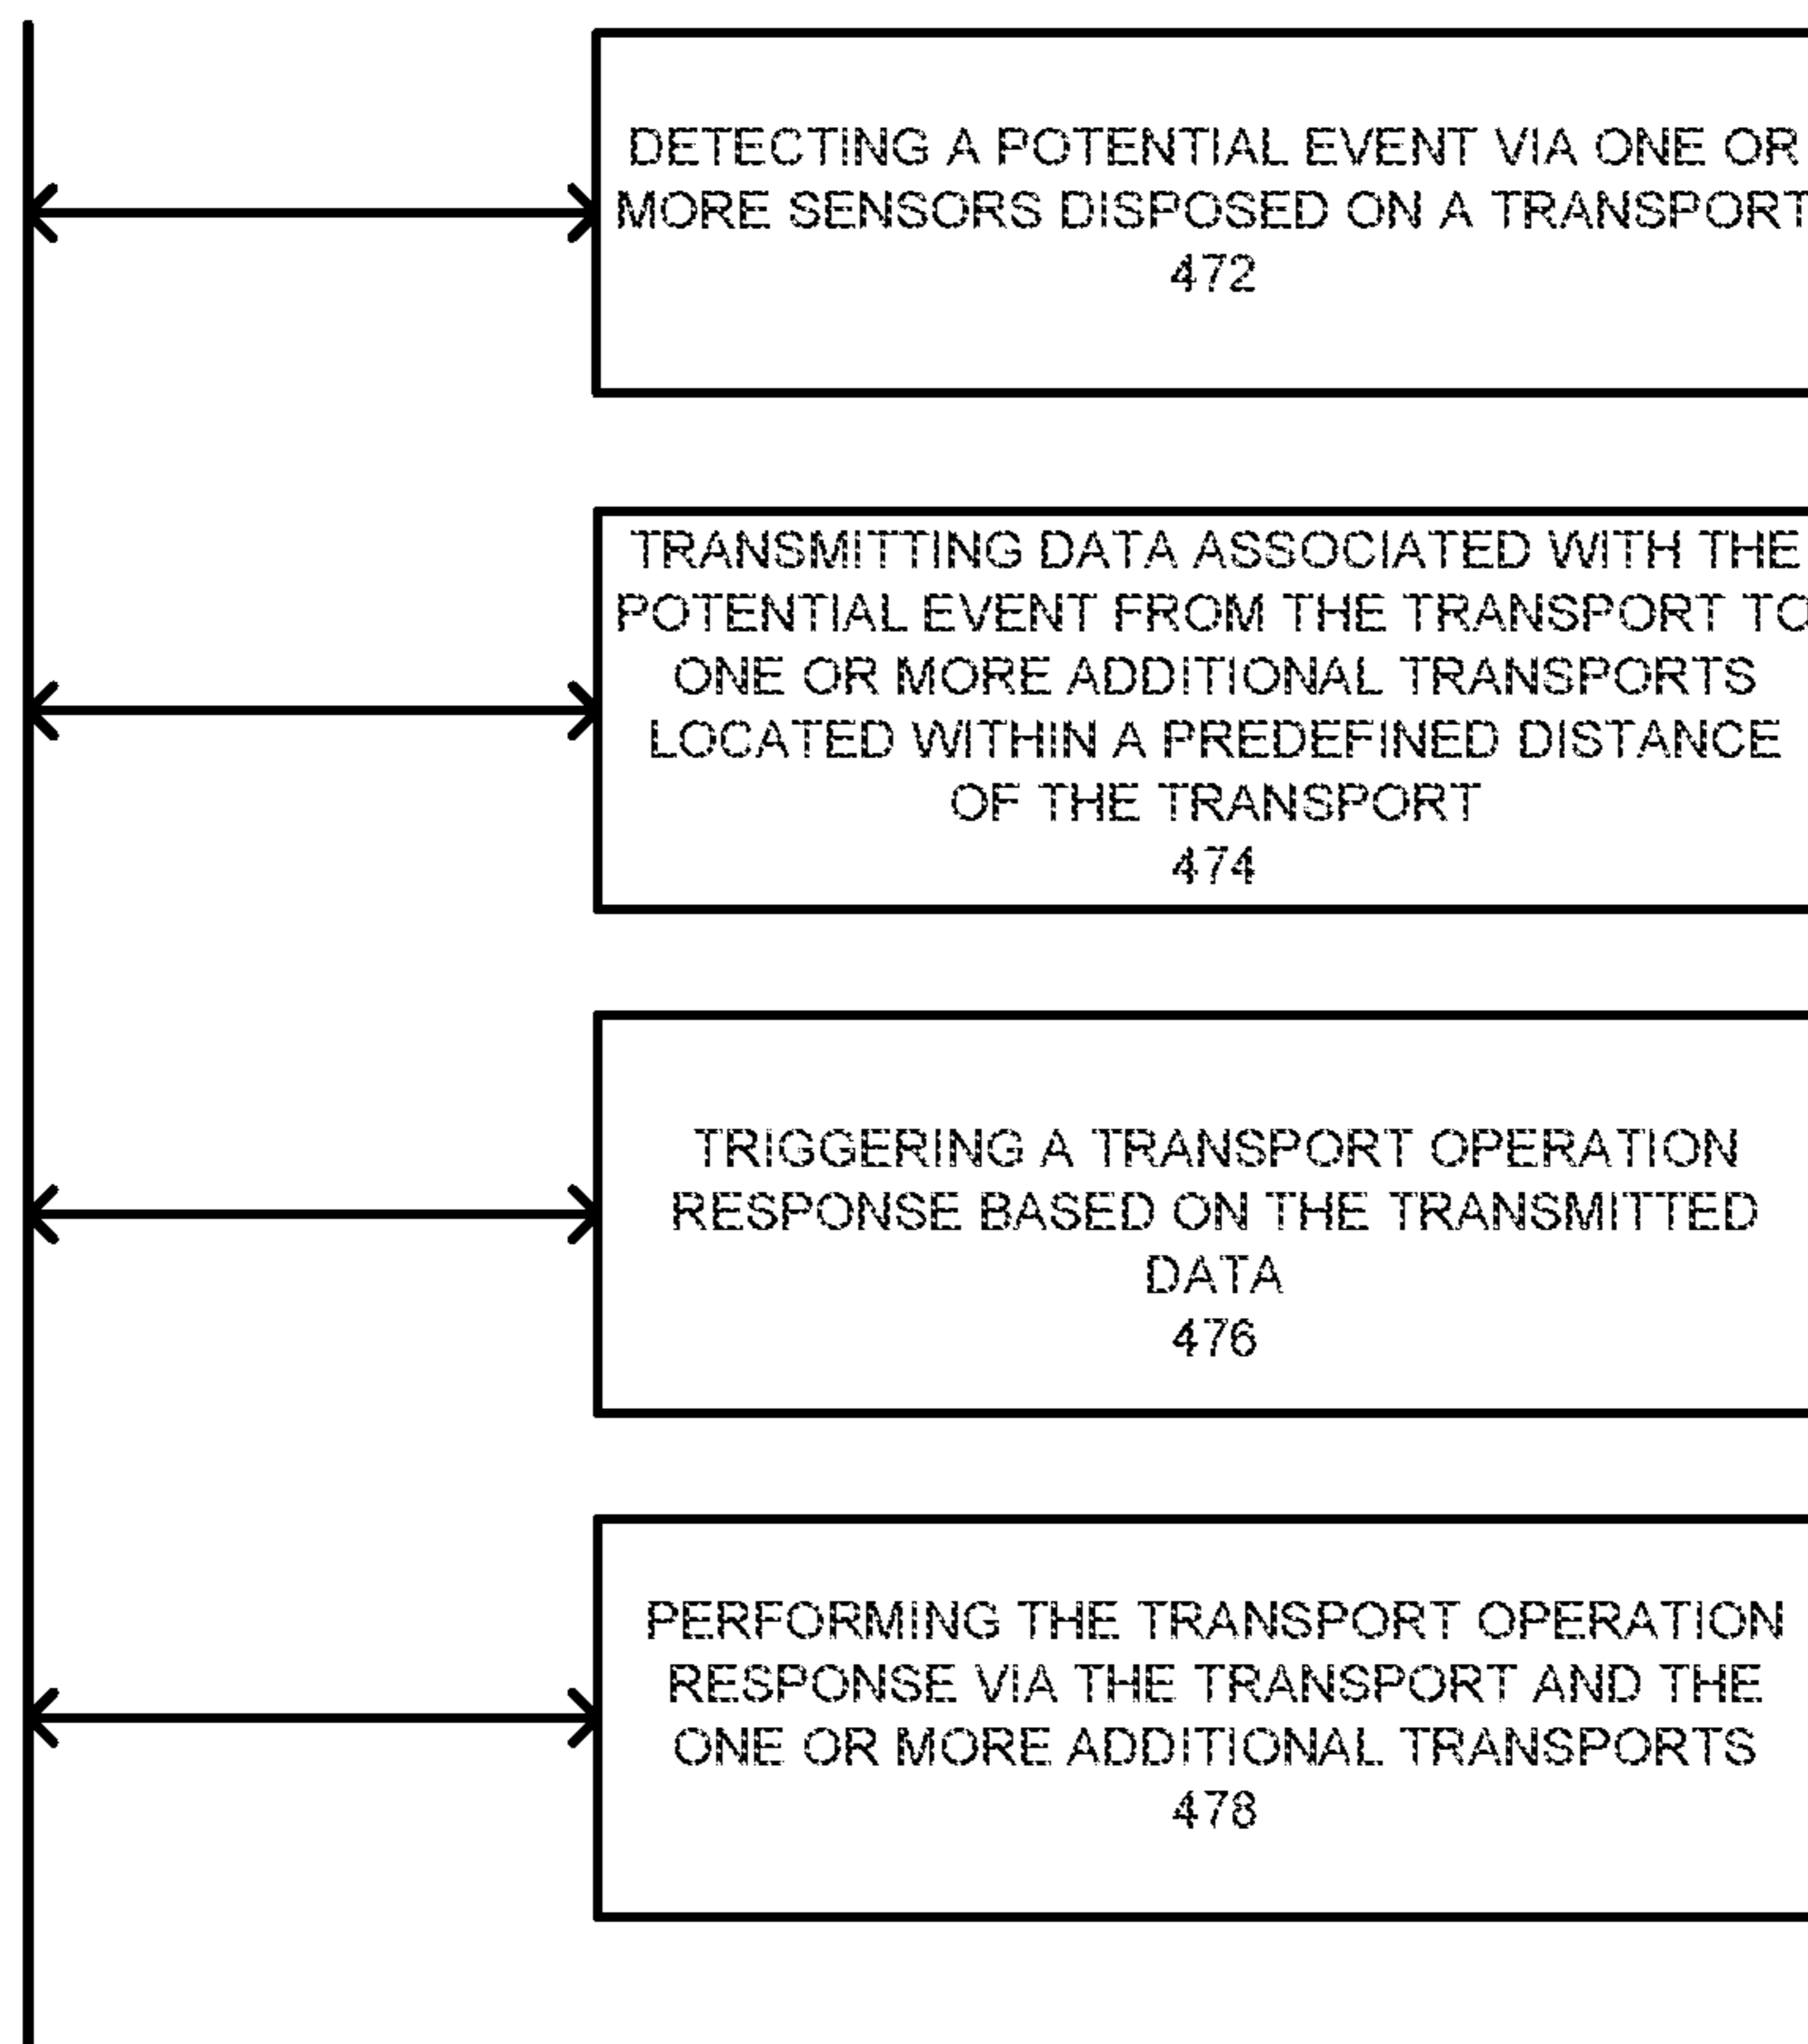 DETECTING A POTENTIAL EVENT VIA ONE OR
MORE SENSORS DISPOSED ON A TRANSPORT
472
TRANSMITTING DATA ASSOCIATED WITH THE
POTENTIAL EVENT FROM THE TRANSPORT TO
ONE OR MORE ADDITIONAL TRANSPORTS
LOCATED WITHIN A PREDEFINED DISTANCE
OF THE TRANSPORT
474
TRIGGERING A TRANSPORT OPERATION
RESPONSE BASED ON THE TRANSMITTED
DATA
476
PERFORMING THE TRANSPORT OPERATION
RESPONSE VIA THE TRANSPORT AND THE
ONE OR MORE ADDITIONAL TRANSPORTS
478